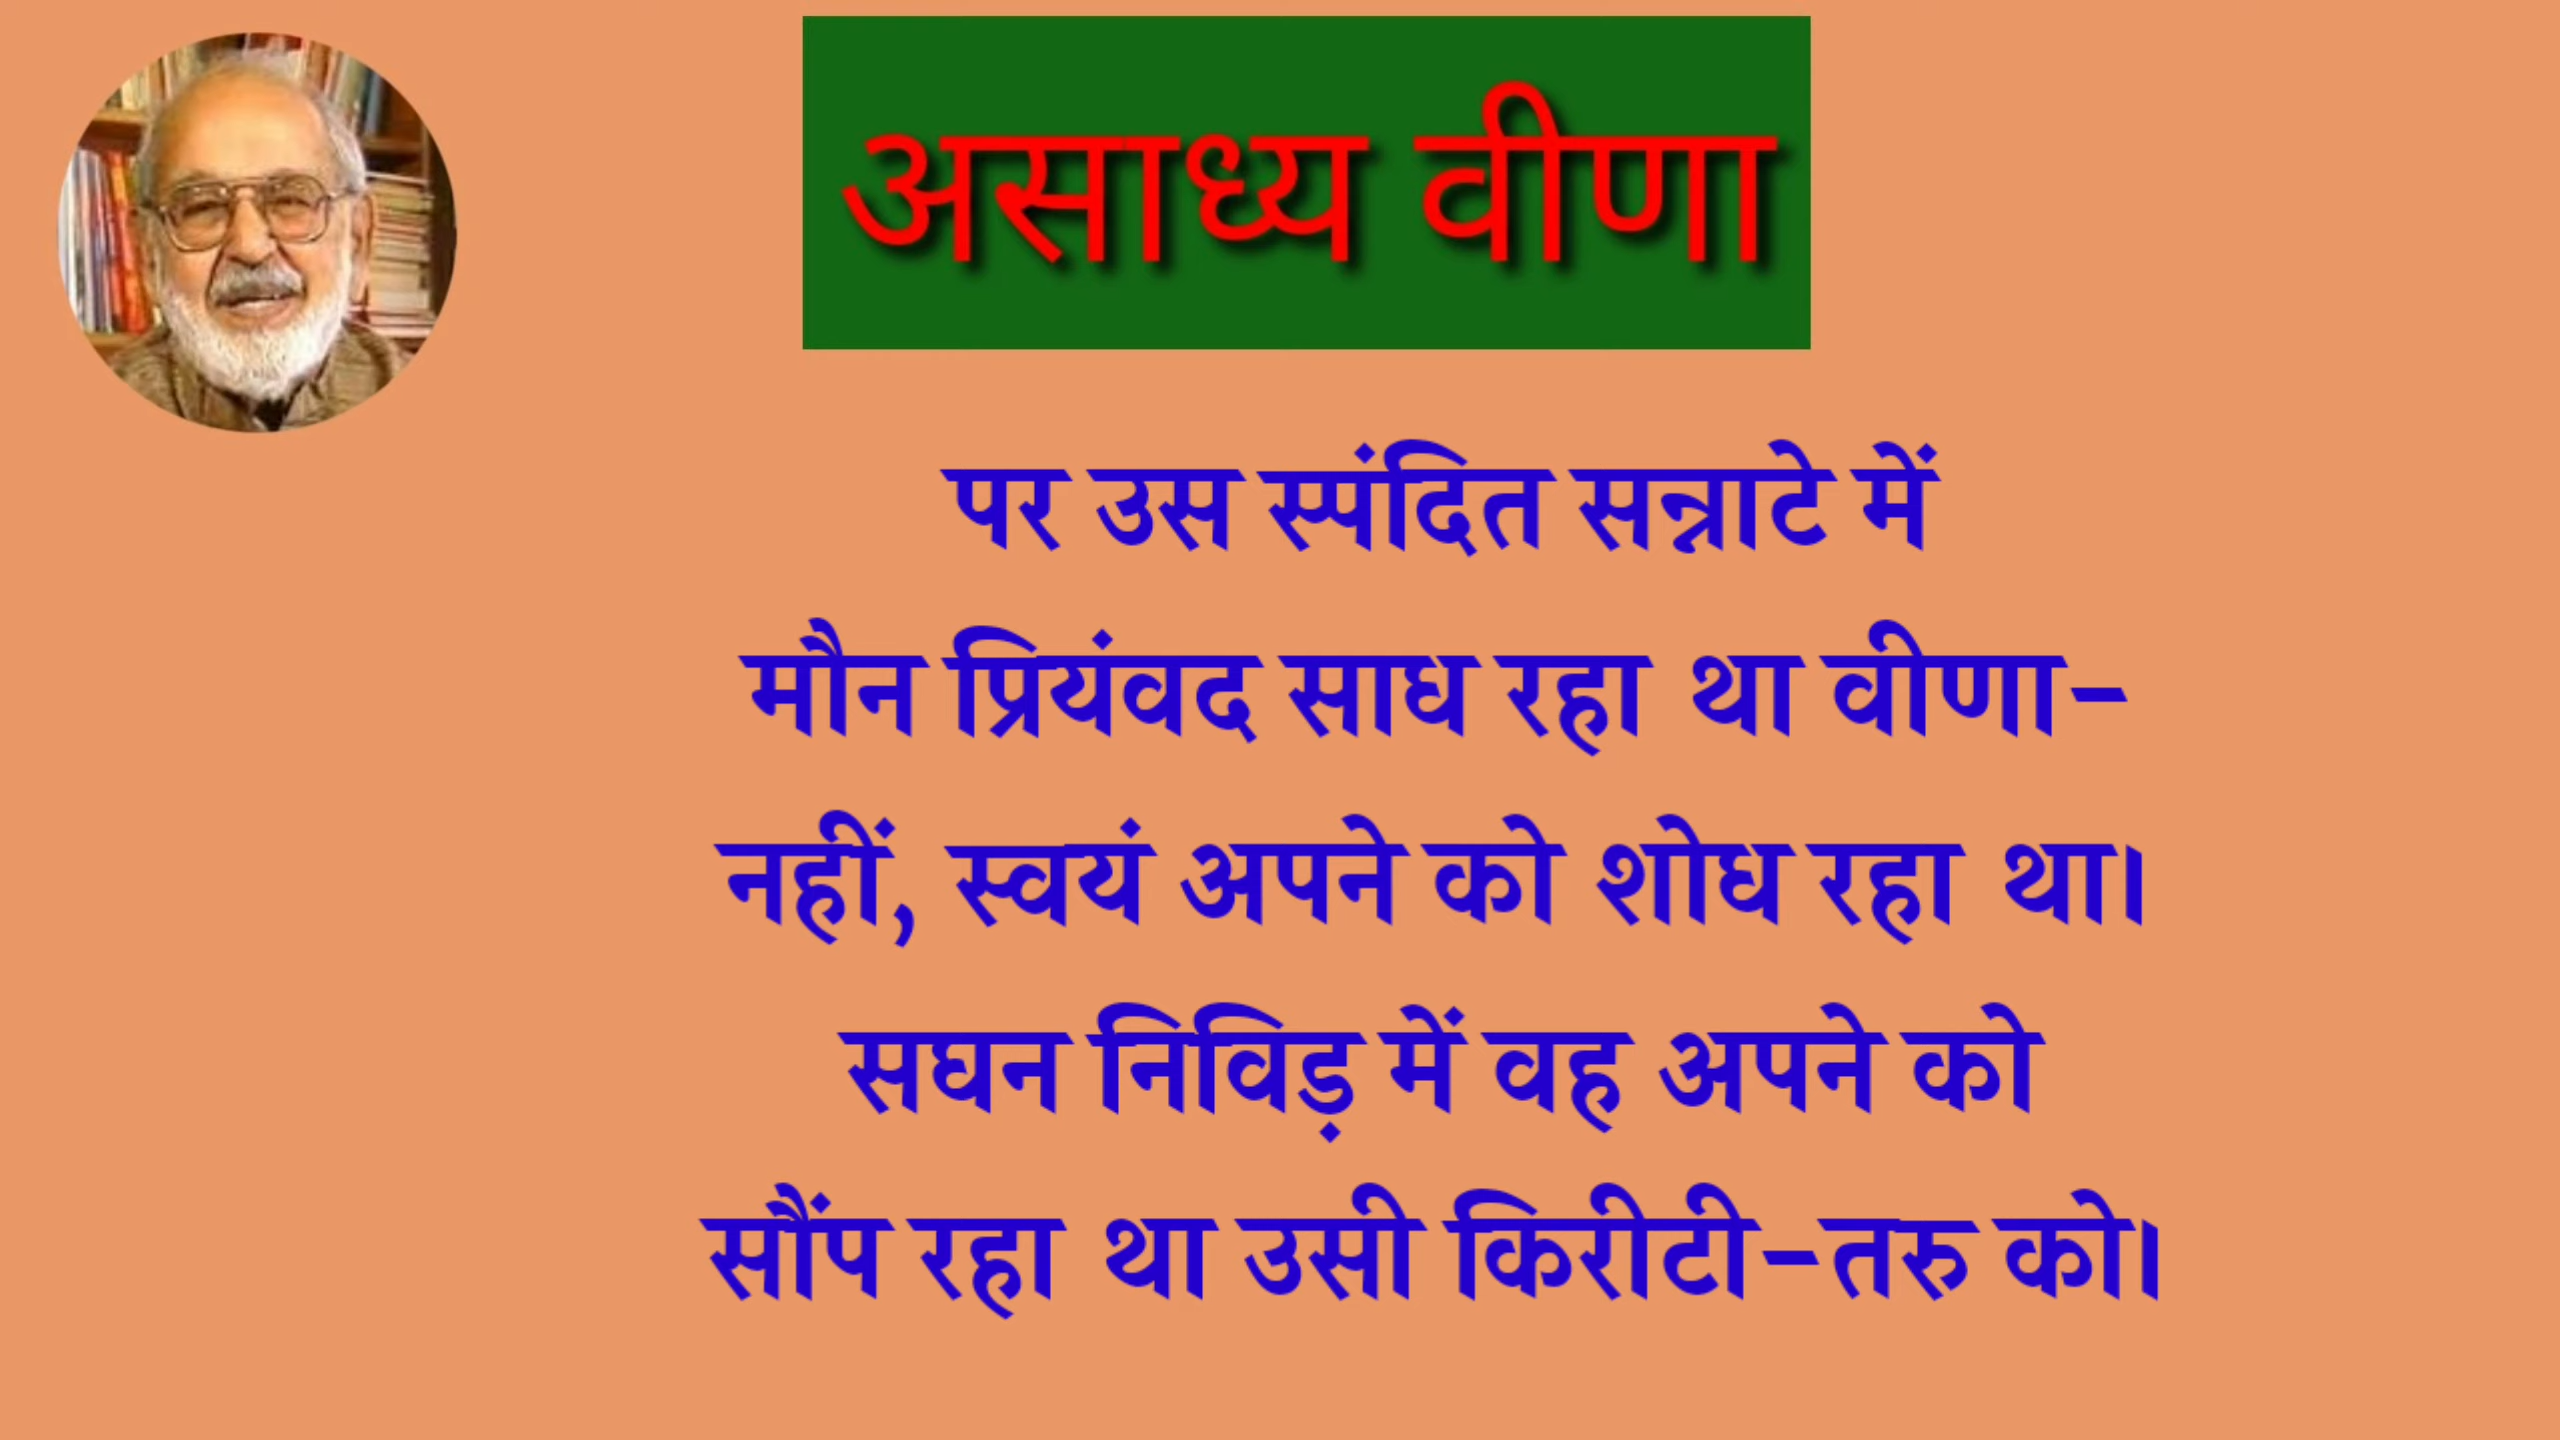 असाध्य वीणा
पर उस स्पंदित सन्नाटे में
मौन प्रियंवद साध रहा था वीणा-
नहीं, स्वयं अपने को शोध रहा था।
सघन निविड़ में वह अपने को
सौंप रहा था उसी किरीटी-तरु को।